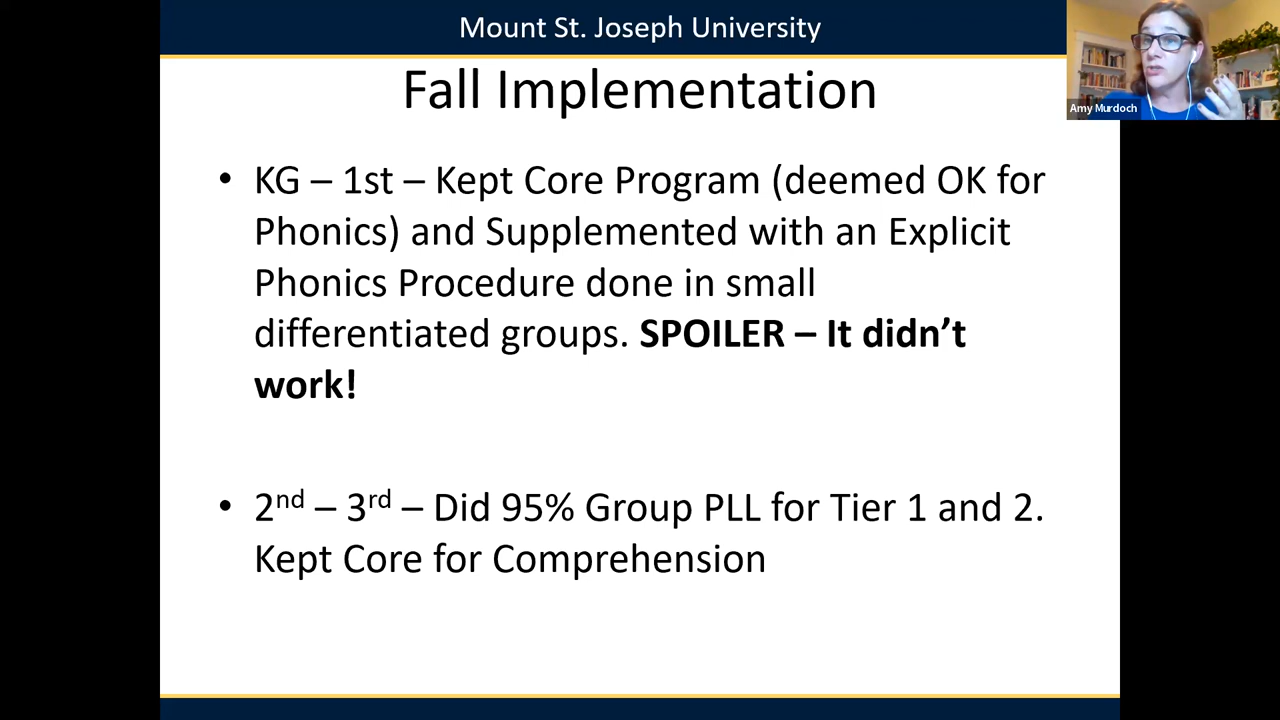 Mount St. Joseph University
Amy Murdoch
Fall Implementation
• KG – 1st – Kept Core Program (deemed OK for
Phonics) and Supplemented with an Explicit
Phonics Procedure done in small
differentiated groups. SPOILER – It didn’t
work!
• 2nd – 3rd – Did 95% Group PLL for Tier 1 and 2.
Kept Core for Comprehension